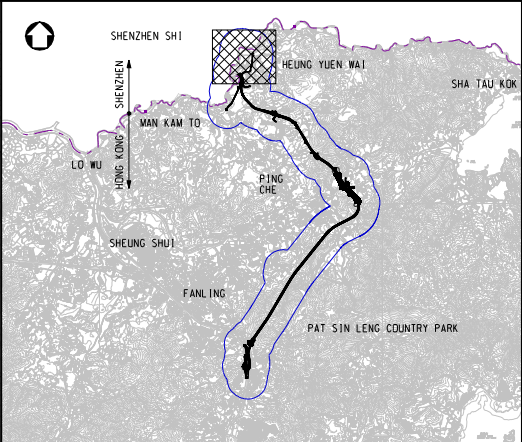 SHENZHEN SHI
HEUNG YUEN WAI
SHA TAU KOK
SHENZHEN
MAN KAM TO
HONG KONG
LO WU
PING
CHE
SHEUNG SHUI
FANLING
PAT SIN LENG COUNTRY PARK